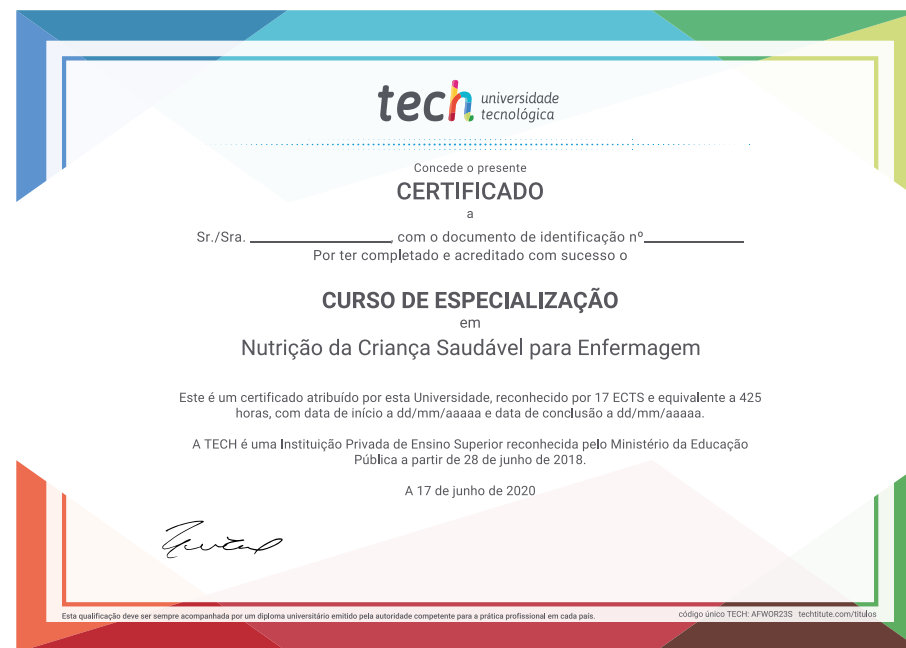 tech universidade
tecnológica
Concede o presente
CERTIFICADO
a
Sr./Sra. ________________, com o documento de identificação nº____________
Por ter completado e acreditado com sucesso o
CURSO DE ESPECIALIZAÇÃO
em
Nutrição da Criança Saudável para Enfermagem
Este é um certificado atribuído por esta Universidade, reconhecido por 17 ECTS e equivalente a 425
horas, com data de início a dd/mm/aaaaa e data de conclusão a dd/mm/aaaaa.
A TECH é uma Instituição Privada de Ensino Superior reconhecida pelo Ministério da Educação
Pública a partir de 28 de junho de 2018.
A 17 de junho de 2020
Esta qualificação deve ser sempre acompanhada por um diploma universitário emitido pela autoridade competente para a prática profissional em cada país.
código único TECH: AFWOR23S techtitute.com/titulos